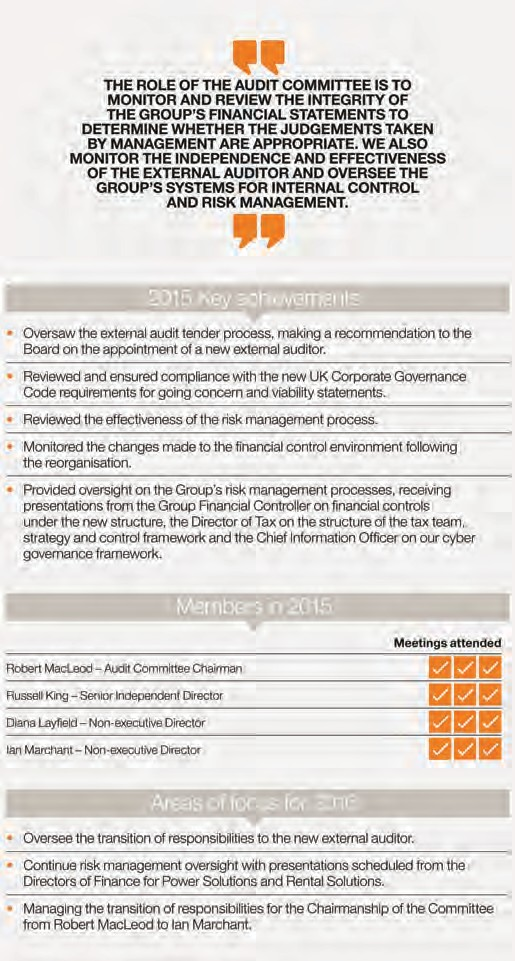 THE ROLE OF THE AUDIT COMMITTEE IS TO
MONITOR AND REVIEW THE INTEGRITY OF
THE GROUP'S FINANCIAL STATEMENTS TO
DETERMINE WHETHER THE JUDGEMENTS TAKEN
BY MANAGEMENT ARE APPROPRIATE. WE ALSO
MONITOR THE INDEPENDENCE AND EFFECTIVENESS
OF THE EXTERNAL AUDITOR AND OVERSEE THE
GROUP'S SYSTEMS FOR INTERNAL CONTROL
AND RISK MANAGEMENT.
2015 Key achievements
• Oversaw the external audit tender process, making a recommendation to the
Board on the appointment of a new external auditor.
• Reviewed and ensured compliance with the new UK Corporate Governance
Code requirements for going concern and viability statements.
• Reviewed the effectiveness of the risk management process.
• Monitored the changes made to the financial control environment following
the reorganisation.
• Provided oversight on the Group's risk management processes, receiving
presentations from the Group Financial Controller on financial controls
under the new structure, the Director of Tax on the structure of the tax team,
strategy and control framework and the Chief Information Officer on our cyber
governance framework.
Members in 2015
Meetings attended
Robert MacLeod – Audit Committee Chairman
Russell King – Senior Independent Director
Diana Layfield – Non-executive Director
Ian Marchant – Non-executive Director
Areas of focus for 2016
• Oversee the transition of responsibilities to the new external auditor.
• Continue risk management oversight with presentations scheduled from the
Directors of Finance for Power Solutions and Rental Solutions.
• Managing the transition of responsibilities for the Chairmanship of the Committee
from Robert MacLeod to Ian Marchant.